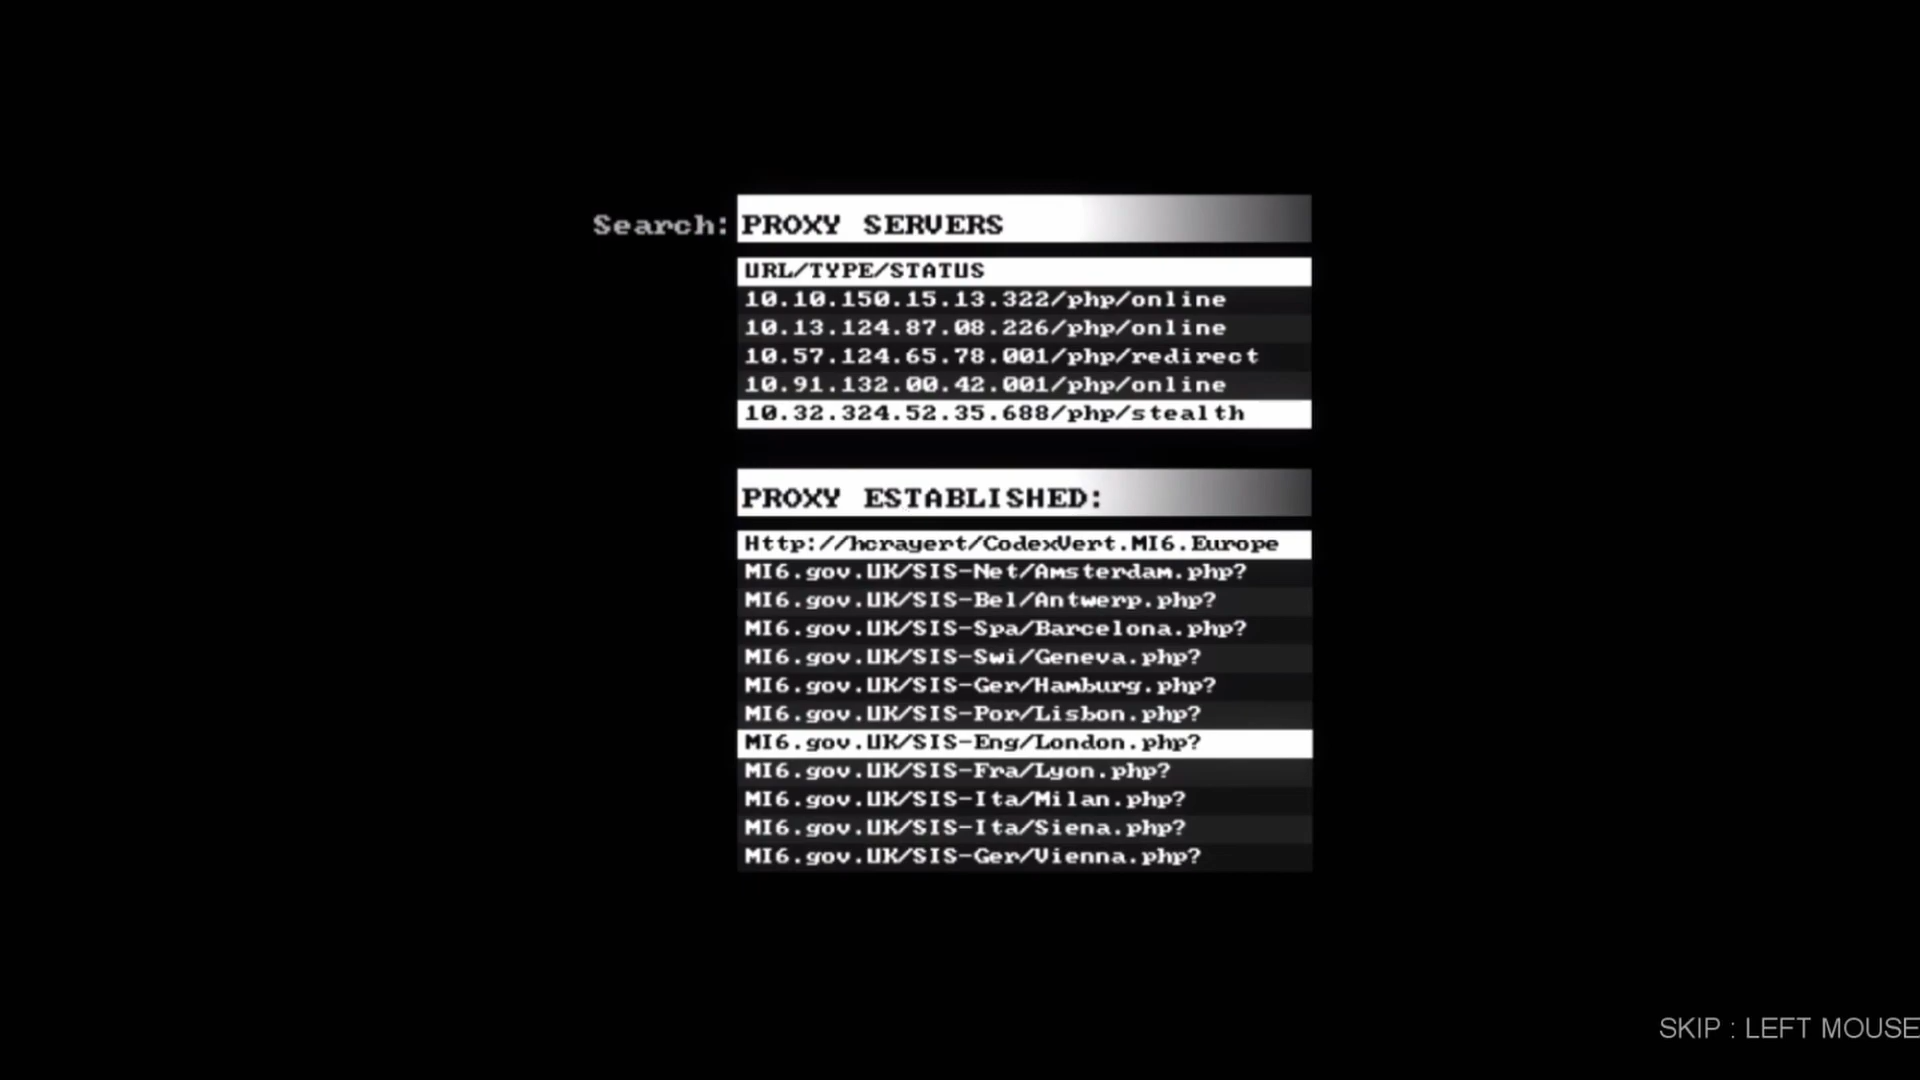 Search: PROXY SERVERS
URL/TYPE/STATUS
10.10.150.15.13.322/php/online
10.13.124.87.08.226/php/online
10.57.124.65.78.001/php/redirect
10.91.132.00.42.001/php/online
10.32.324.52.35.688/php/stealth
PROXY ESTABLISHED:
Http://hcrayert/CodexVert.MI6.Europe
MI6.gov.UK/SIS-Net/Amsterdam.php?
MI6.gov.UK/SIS-Bel/Antwerp.php?
MI6.gov.UK/SIS-Spa/Barcelona.php?
MI6.gov.UK/SIS-Swi/Geneva.php?
MI6.gov.UK/SIS-Ger/Hamburg.php?
MI6.gov.UK/SIS-Por/Lisbon.php?
MI6.gov.UK/SIS-Eng/London.php?
MI6.gov.UK/SIS-Fra/Lyon.php?
MI6.gov.UK/SIS-Ita/Milan.php?
MI6.gov.UK/SIS-Ita/Siena.php?
MI6.gov.UK/SIS-Ger/Vienna.php?
SKIP : LEFT MOUSE